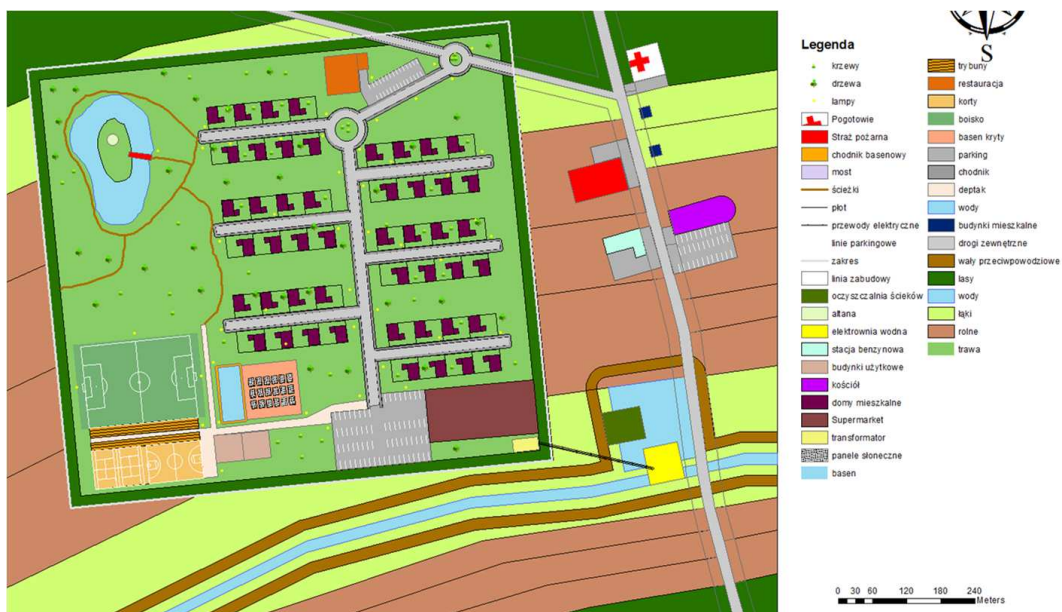 S
Legenda
krzewy
drzewa
lampy
Pogotowie
Straż pożarna
chodnik basenowy
most
ścieżki
płot
przewody elektryczne
linie parkingowe
zakres
linia zabudowy
oczyszczalnia ścieków
altana
elektrownia wodna
stacja benzynowa
budynki użytkowe
kościół
domy mieszkalne
Supermarket
transformator
panele słoneczne
basen
trybuny
restauracja
korty
boisko
basen kryty
parking
chodnik
deptak
wody
budynki mieszkalne
drogi zewnętrzne
wały przeciwpowodziowe
lasy
wody
łąki
rolne
trawa
0 30 60 120 180 240
Meters